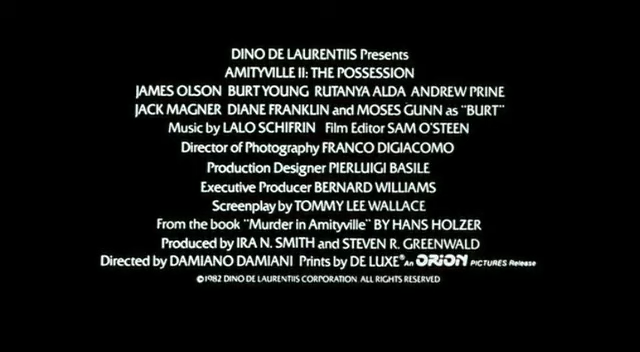 DINO DE LAURENTIIS Presents
AMITYVILLE II: THE POSSESSION
JAMES OLSON BURT YOUNG RUTANYA ALDA ANDREW PRINE
JACK MAGNER DIANE FRANKLIN and MOSES GUNN as "BURT"
Music by LALO SCHIFRIN Film Editor SAM O'STEEN
Director of Photography FRANCO DIGIACOMO
Production Designer PIERLUIGI BASILE
Executive Producer BERNARD WILLIAMS
Screenplay by TOMMY LEE WALLACE
From the book "Murder in Amityville" BY HANS HOLZER
Produced by IRA N. SMITH and STEVEN R. GREENWALD
Directed by DAMIANO DAMIANI Prints by DE LUXE® An ORION PICTURES Release
©1982 DINO DE LAURENTIIS CORPORATION ALL RIGHTS RESERVED